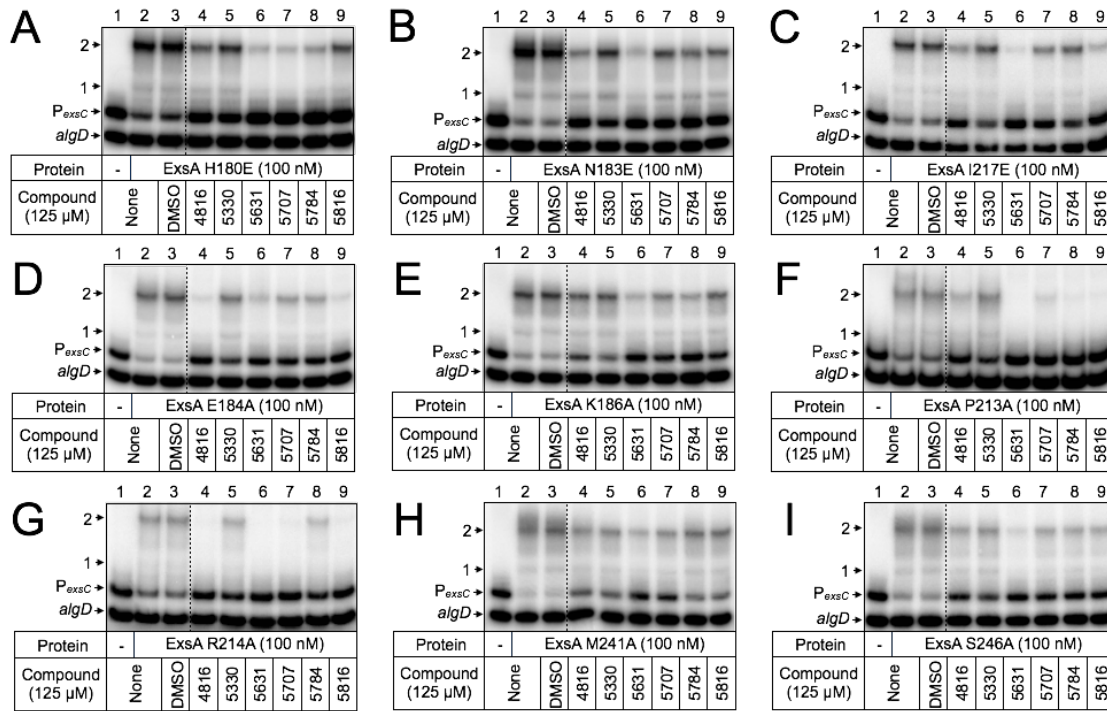 A
1 2 3 4 5 6 7 8 9
2
1
PexsC
algD
Protein - ExsA H180E (100 nM)
Compound (125 µM) None DMSO 4816 5330 5631 5707 5784 5816
B
1 2 3 4 5 6 7 8 9
2
1
PexsC
algD
Protein - ExsA N183E (100 nM)
Compound (125 µM) None DMSO 4816 5330 5631 5707 5784 5816
C
1 2 3 4 5 6 7 8 9
2
1
PexsC
algD
Protein - ExsA I217E (100 nM)
Compound (125 µM) None DMSO 4816 5330 5631 5707 5784 5816
D
1 2 3 4 5 6 7 8 9
2
1
PexsC
algD
Protein - ExsA E184A (100 nM)
Compound (125 µM) None DMSO 4816 5330 5631 5707 5784 5816
E
1 2 3 4 5 6 7 8 9
2
1
PexsC
algD
Protein - ExsA K186A (100 nM)
Compound (125 µM) None DMSO 4816 5330 5631 5707 5784 5816
F
1 2 3 4 5 6 7 8 9
2
1
PexsC
algD
Protein - ExsA P213A (100 nM)
Compound (125 µM) None DMSO 4816 5330 5631 5707 5784 5816
G
1 2 3 4 5 6 7 8 9
2
1
PexsC
algD
Protein - ExsA R214A (100 nM)
Compound (125 µM) None DMSO 4816 5330 5631 5707 5784 5816
H
1 2 3 4 5 6 7 8 9
2
1
PexsC
algD
Protein - ExsA M241A (100 nM)
Compound (125 µM) None DMSO 4816 5330 5631 5707 5784 5816
I
1 2 3 4 5 6 7 8 9
2
1
PexsC
algD
Protein - ExsA S246A (100 nM)
Compound (125 µM) None DMSO 4816 5330 5631 5707 5784 5816